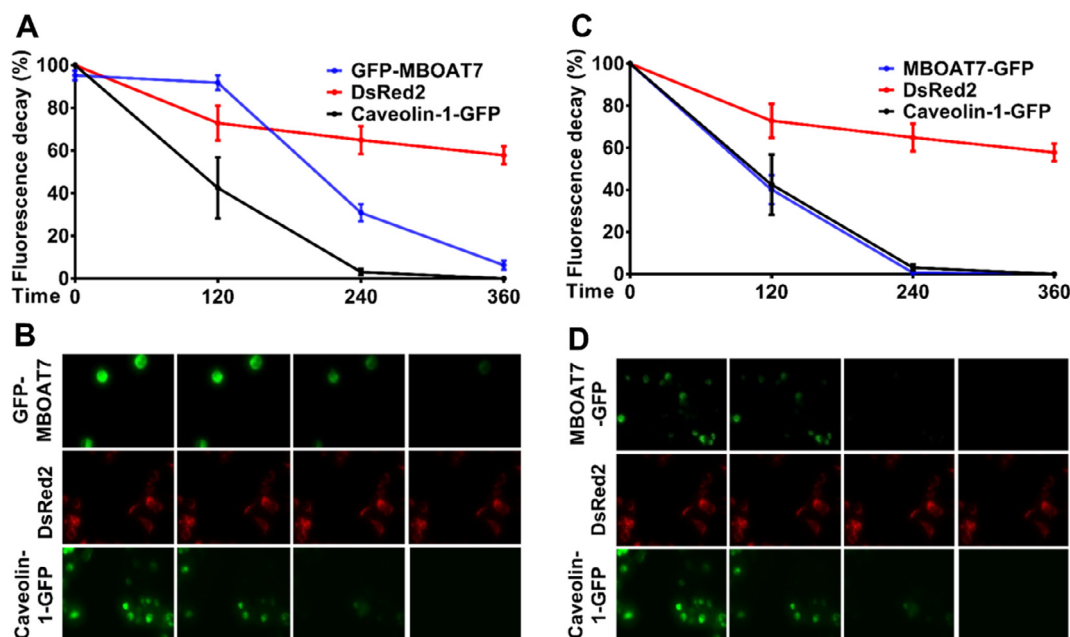 A
Fluorescence decay (%)
100
80
60
40
20
0
GFP-MBOAT7
DsRed2
Caveolin-1-GFP
Time
0
120
240
360
C
Fluorescence decay (%)
100
80
60
40
20
0
MBOAT7-GFP
DsRed2
Caveolin-1-GFP
Time
0
120
240
360
B
GFP-
MBOAT7
DsRed2
Caveolin-
1-GFP
D
MBOAT7
-GFP
DsRed2
Caveolin-
1-GFP